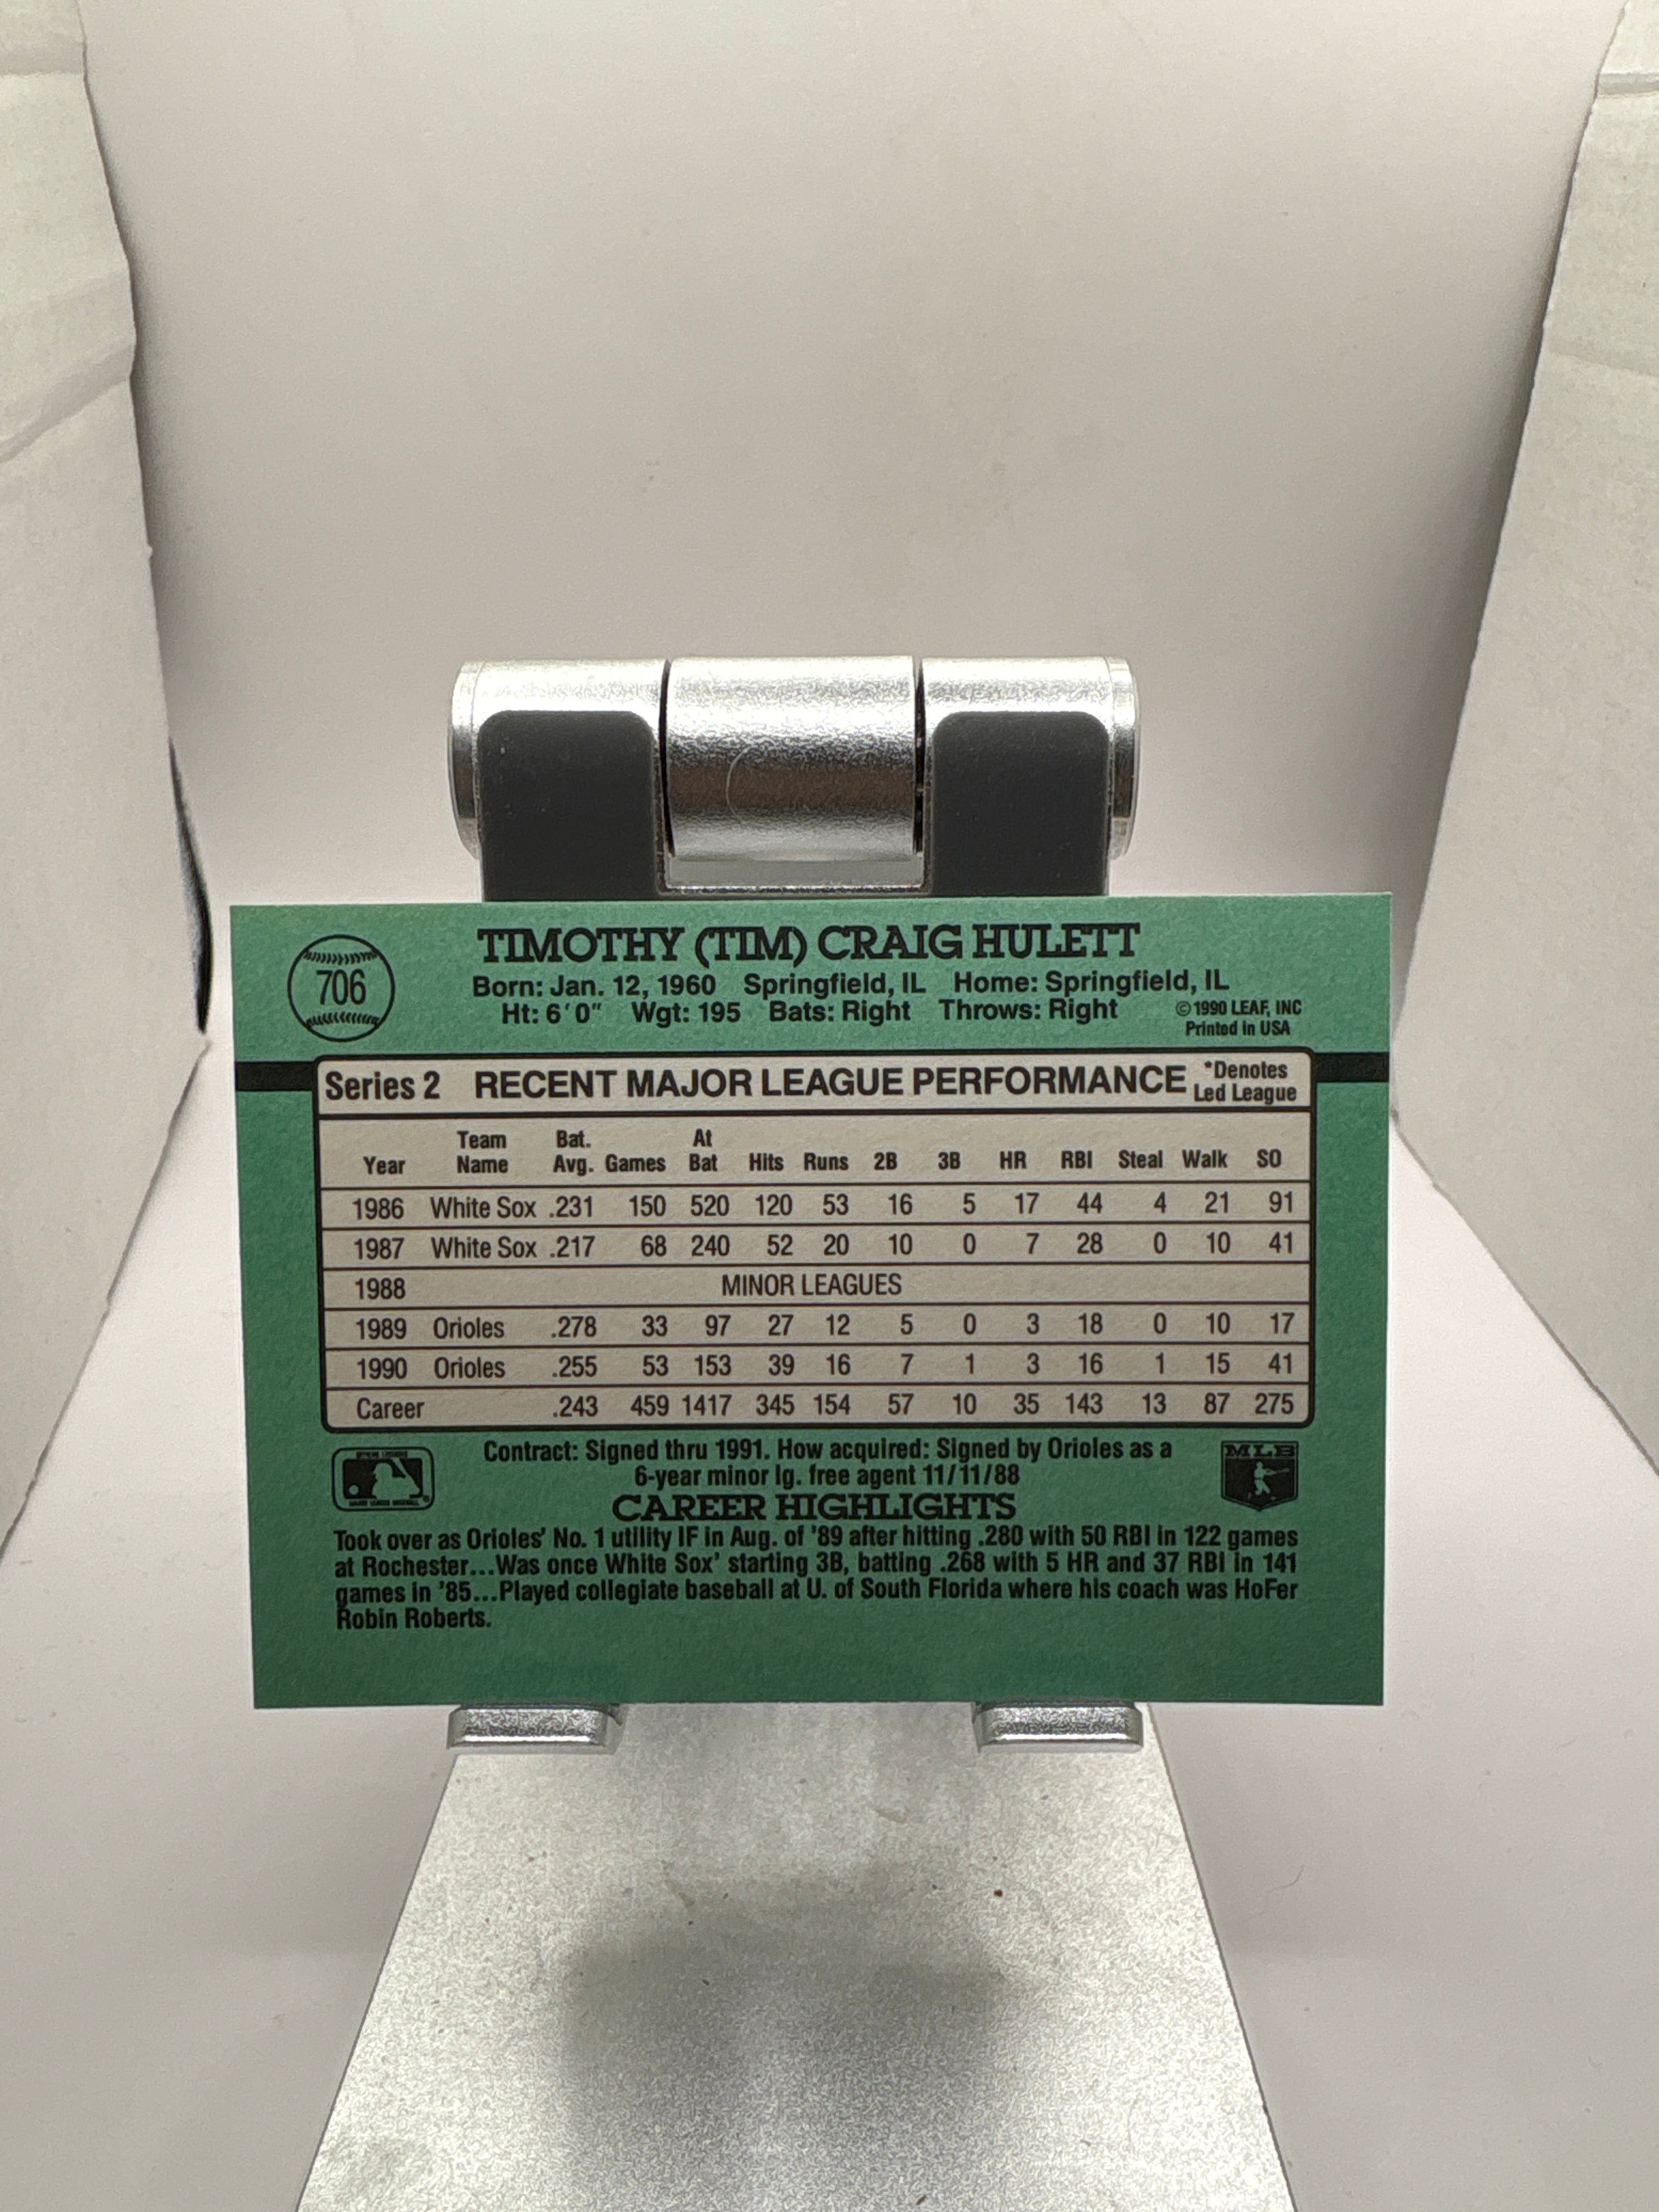 706
TIMOTHY (TIM) CRAIG HULETT
Born: Jan. 12, 1960 Springfield, IL Home: Springfield, IL
Ht: 6'0" Wgt: 195 Bats: Right Throws: Right
©1990 LEAF, INC
Printed in USA
Series 2 RECENT MAJOR LEAGUE PERFORMANCE *Denotes Led League
Year Team Name Bat. Avg. Games At Bat Hits Runs 2B 3B HR RBI Steal Walk SO
1986 White Sox .231 150 520 120 53 16 5 17 44 4 21 91
1987 White Sox .217 68 240 52 20 10 0 7 28 0 10 41
1988 MINOR LEAGUES
1989 Orioles .278 33 97 27 12 5 0 3 18 0 10 17
1990 Orioles .255 53 153 39 16 7 1 3 16 1 15 41
Career .243 459 1417 345 154 57 10 35 143 13 87 275
Contract: Signed thru 1991. How acquired: Signed by Orioles as a
6-year minor lg. free agent 11/11/88
MLB
CAREER HIGHLIGHTS
Took over as Orioles' No. 1 utility IF in Aug. of '89 after hitting .280 with 50 RBI in 122 games
at Rochester...Was once White Sox' starting 3B, batting .268 with 5 HR and 37 RBI in 141
games in '85...Played collegiate baseball at U. of South Florida where his coach was HoFer
Robin Roberts.